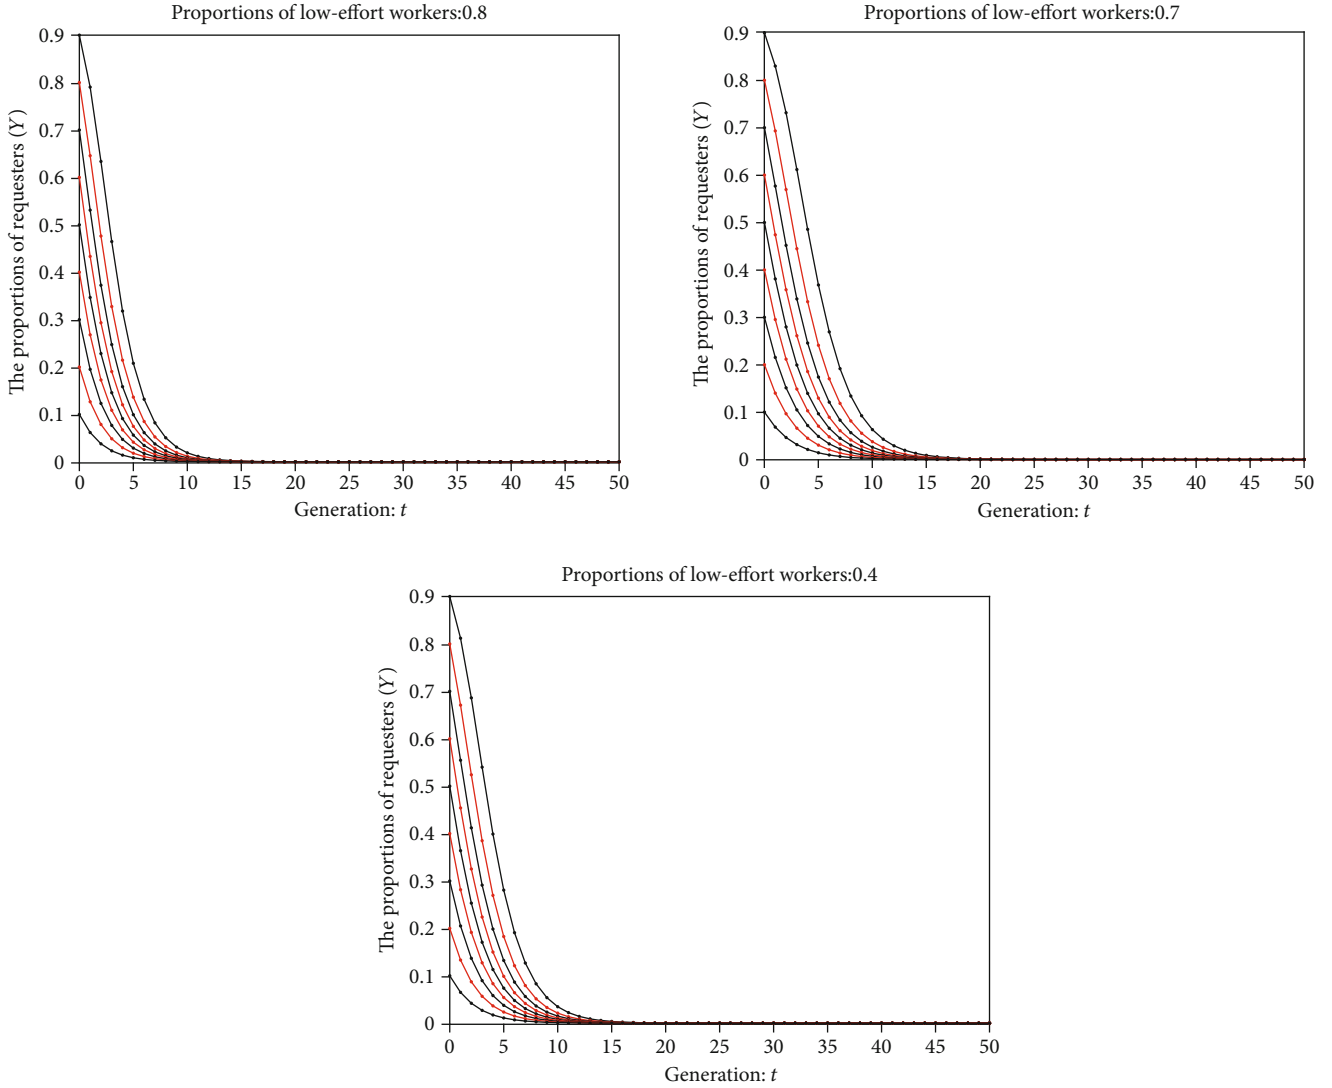 Proportions of low-effort workers:0.8
0.9
0.8
0.7
0.6
0.5
0.4
0.3
0.2
0.1
0
The proportions of requesters (Y)
0 5 10 15 20 25 30 35 40 45 50
Generation: t
Proportions of low-effort workers:0.7
0.9
0.8
0.7
0.6
0.5
0.4
0.3
0.2
0.1
0
The proportions of requesters (Y)
0 5 10 15 20 25 30 35 40 45 50
Generation: t
Proportions of low-effort workers:0.4
0.9
0.8
0.7
0.6
0.5
0.4
0.3
0.2
0.1
0
The proportions of requesters (Y)
0 5 10 15 20 25 30 35 40 45 50
Generation: t